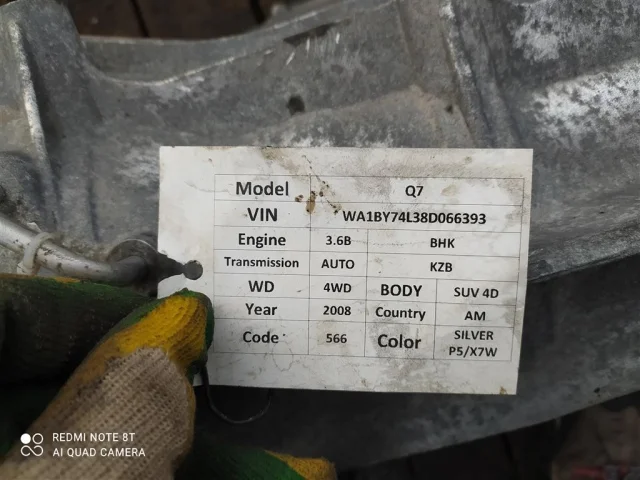 Model Q7
VIN WA1BY74L38D066393
Engine 3.6B BHK
Transmission AUTO KZB
WD 4WD BODY SUV 4D
Year 2008 Country AM
Code 566 Color SILVER
P5/X7W
REDMI NOTE 8T
AI QUAD CAMERA